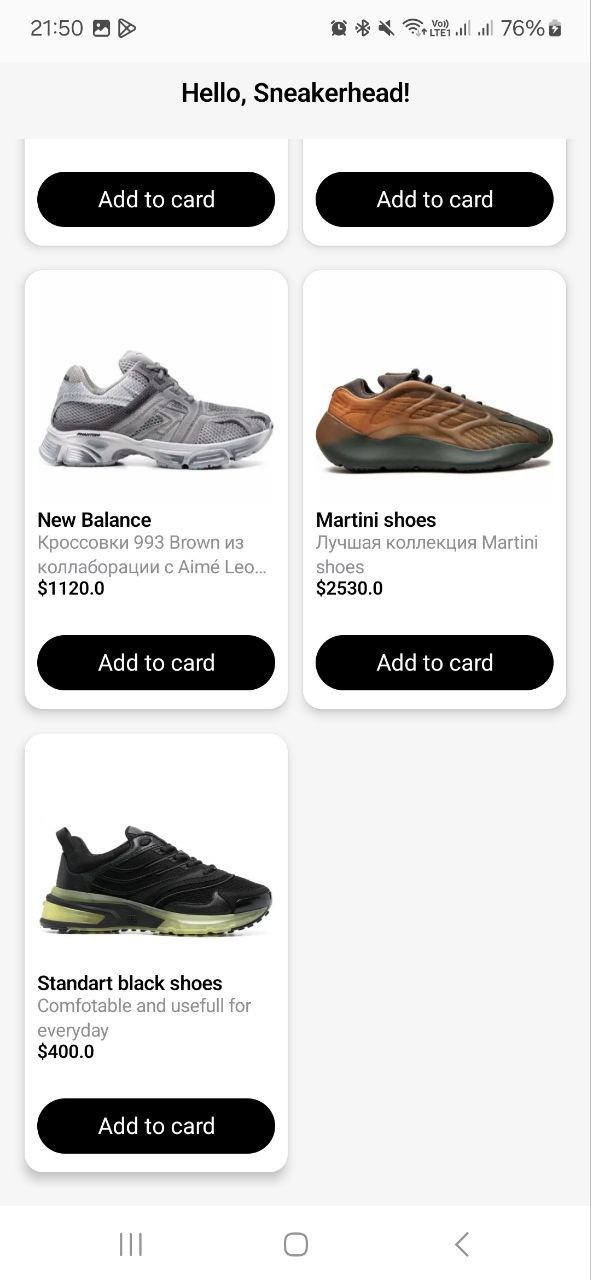 21:50 Vo)) LTE1 76%
Hello, Sneakerhead!
Add to card Add to card
PHANTOM
New Balance Martini shoes
Кроссовки 993 Brown из Лучшая коллекция Martini
коллаборации с Aimé Leo... shoes
$1120.0 $2530.0
Add to card Add to card
Standart black shoes
Comfotable and usefull for
everyday
$400.0
Add to card